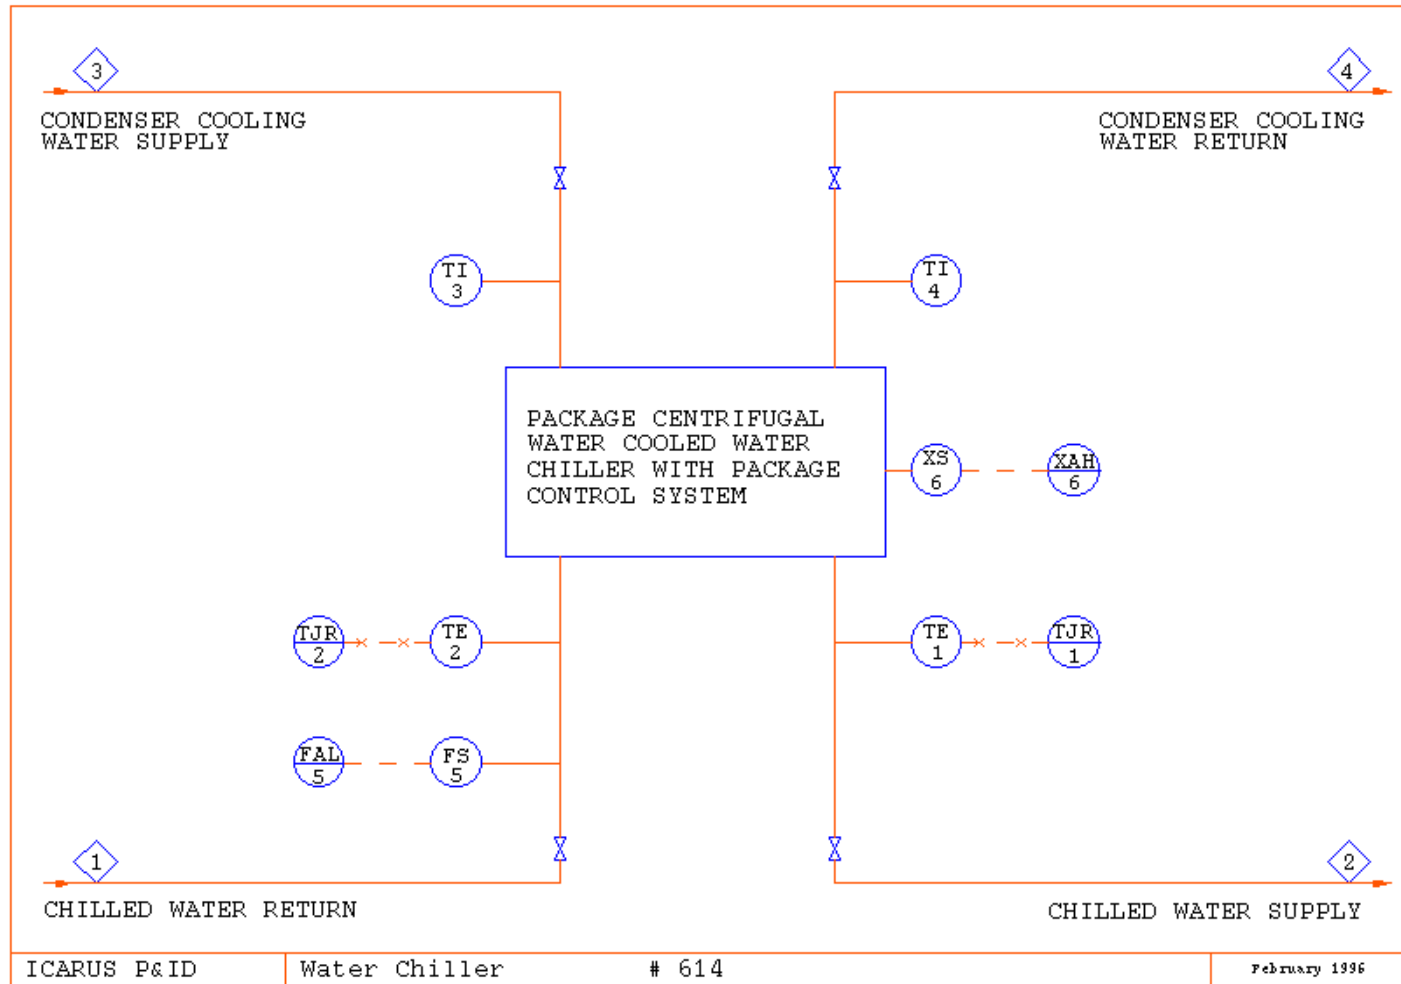 3
4
CONDENSER COOLING
WATER SUPPLY
CONDENSER COOLING
WATER RETURN
TI
3
TI
4
PACKAGE CENTRIFUGAL
WATER COOLED WATER
CHILLER WITH PACKAGE
CONTROL SYSTEM
XS
6
XAH
6
TJR
2
TE
2
TE
1
TJR
1
FAL
5
FS
5
1
2
CHILLED WATER RETURN
CHILLED WATER SUPPLY
ICARUS P&ID
Water Chiller # 614
February 1996